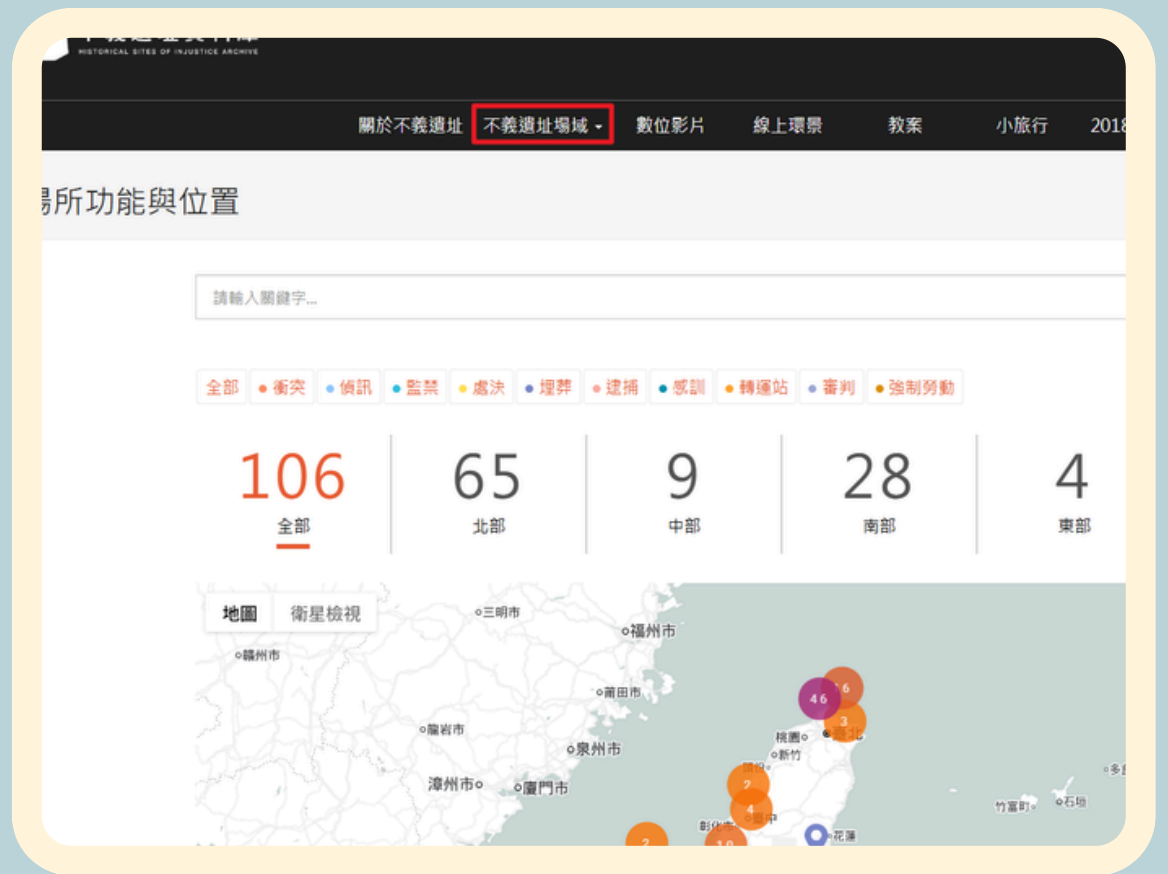 HISTORICAL SITES OF INJUSTICE ARCHIVE
關於不義遺址 不義遺址場域 數位影片 線上環景 教案 小旅行 2018
所功能與位置
請輸入關鍵字...
全部 衝突 偵訊 監禁 處決 埋葬 逮捕 感訓 轉運站 審判 強制勞動
106 65 9 28 4
全部 北部 中部 南部 東部
地圖 衛星檢視
三明市
福州市
贛州市
莆田市
46 6
3
龍岩市
桃園 臺北
泉州市
新竹
漳州市 廈門市
2
竹富町 石垣
4
臺中
彰化市
花蓮
2